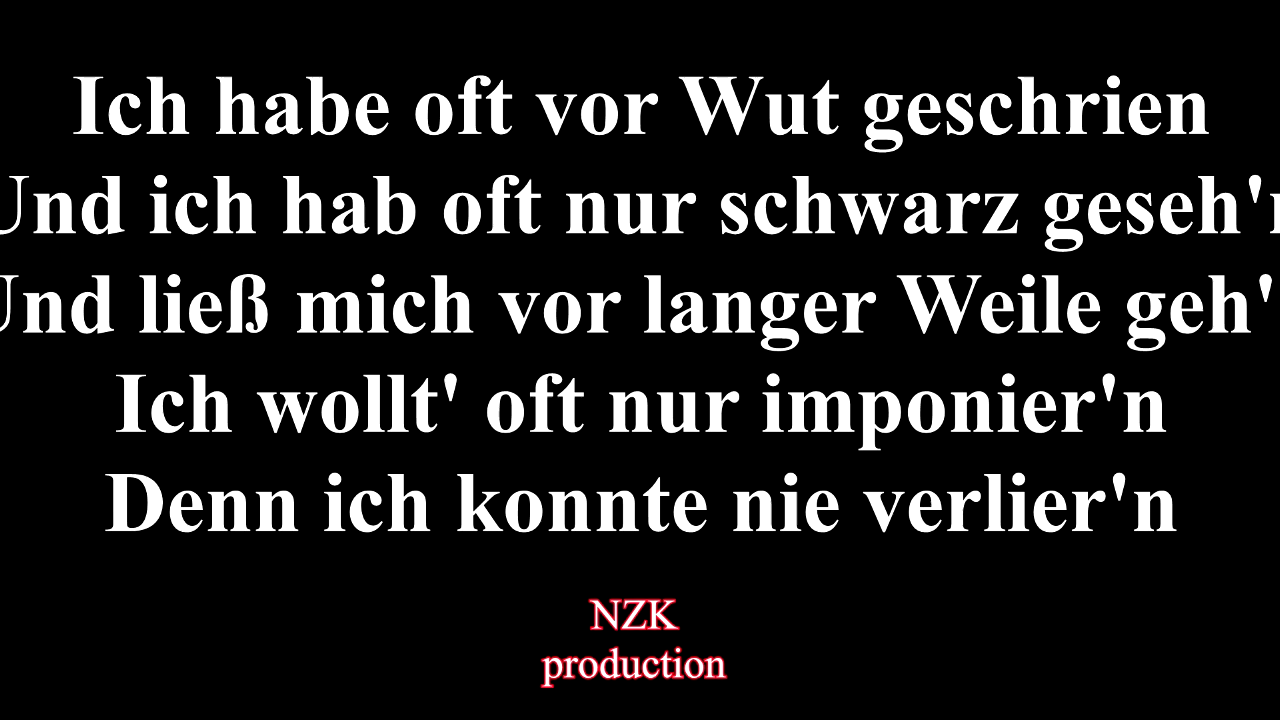 Ich habe oft vor Wut geschrien
Und ich hab oft nur schwarz geseh'n
Und ließ mich vor langer Weile geh'
Ich wollt' oft nur imponier'n
Denn ich konnte nie verlier'n
NZK
production